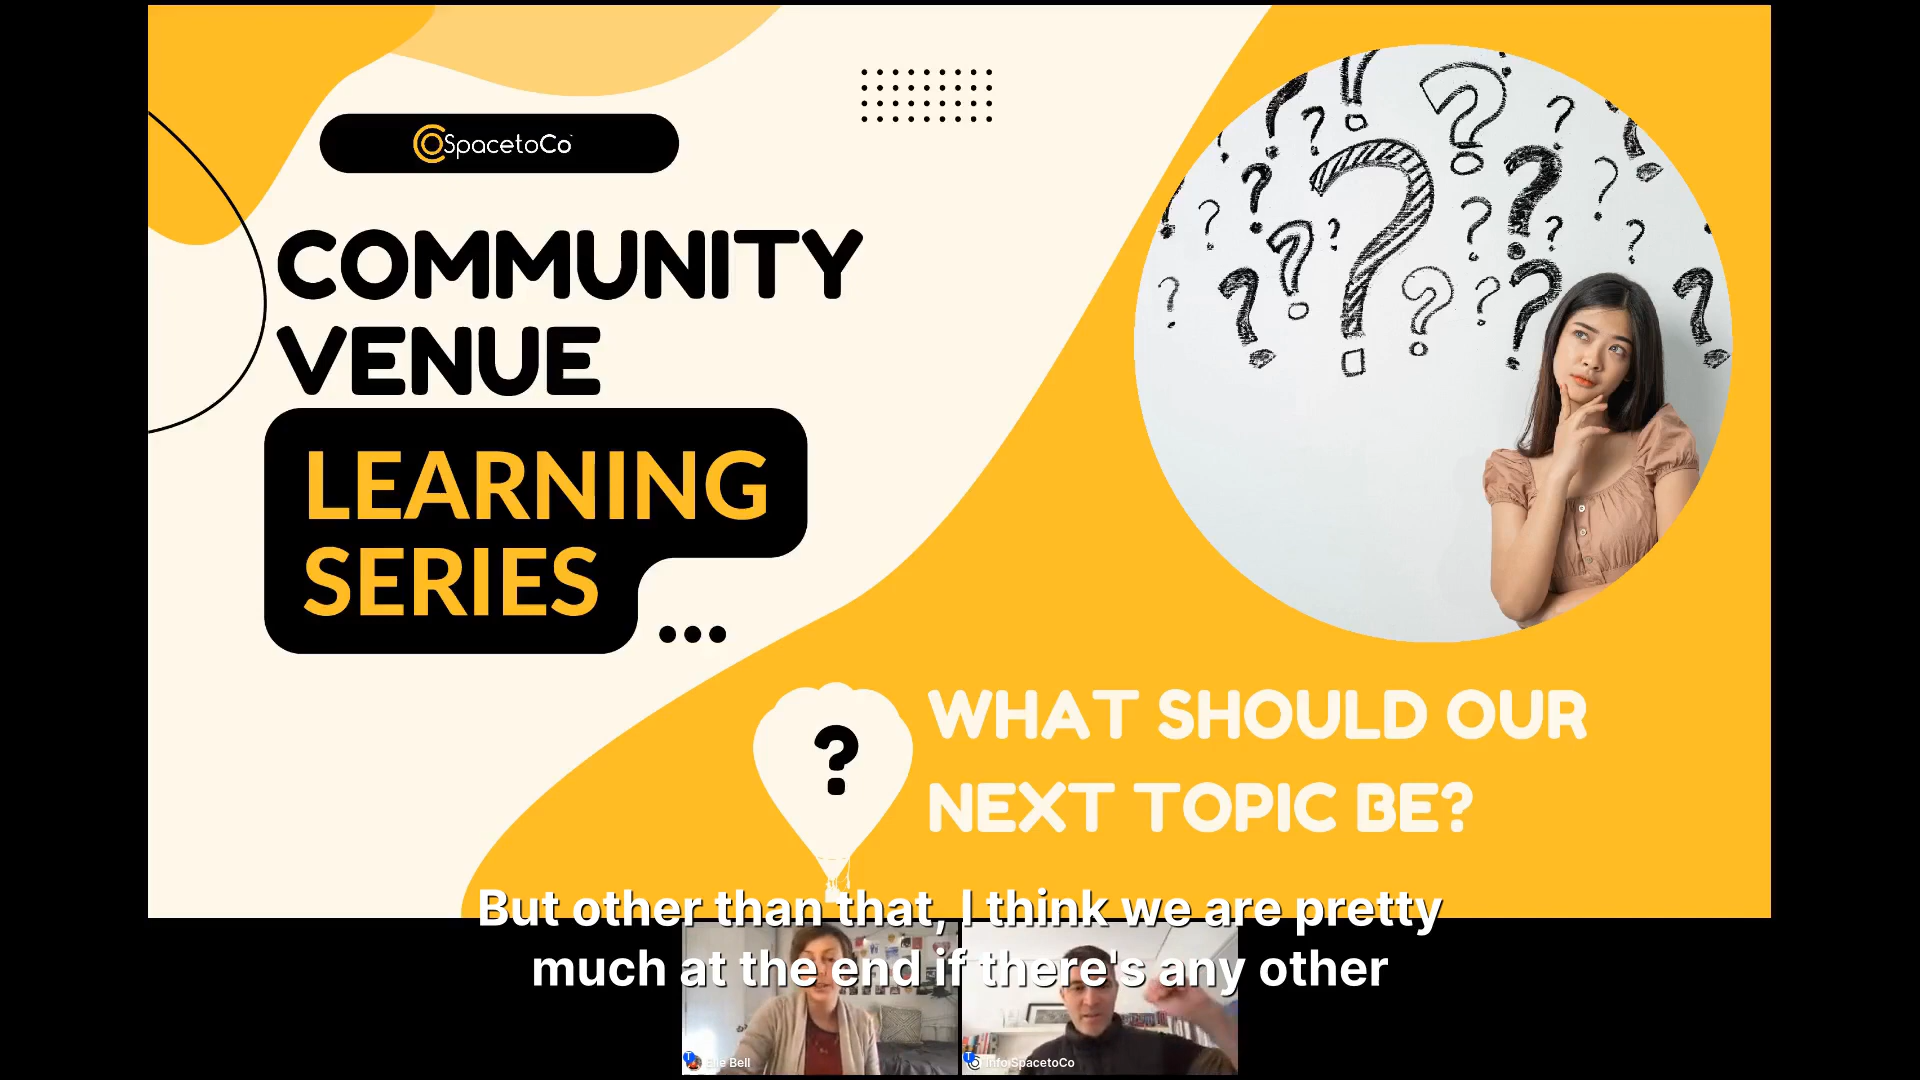 SpacetoCo
COMMUNITY
VENUE
LEARNING
SERIES
?
WHAT SHOULD OUR
NEXT TOPIC BE?
But other than that, I think we are pretty
much at the end if there's any other
Bell
Info SpacetoCo